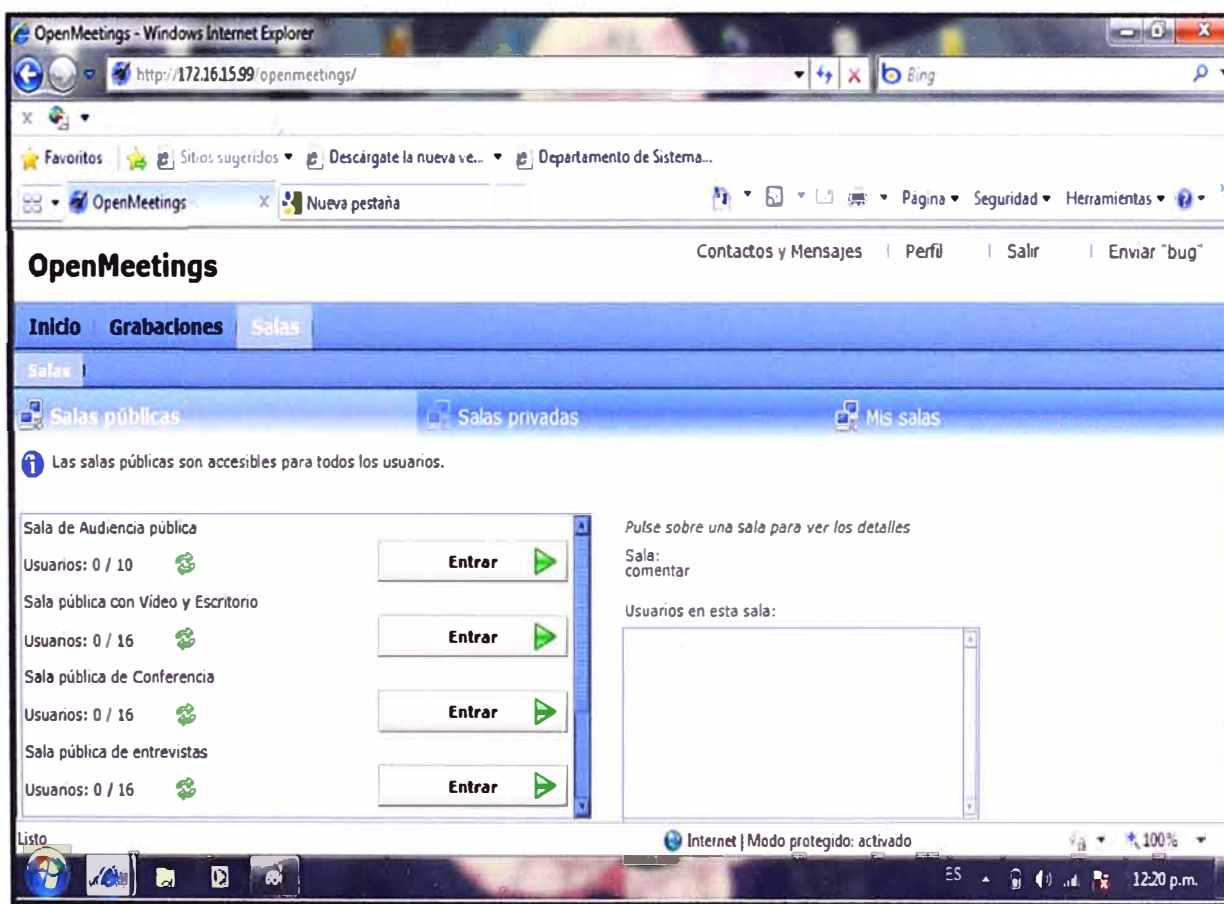 OpenMeetings - Windows Internet Explorer
http://172.16.15.99/openmeetings/
Bing
Favoritos Sitios sugeridos Descárgate la nueva ve... Departamento de Sistema...
OpenMeetings Nueva pestaña Página Seguridad Herramientas
Contactos y Mensajes | Perfil | Salir | Enviar "bug"
OpenMeetings
Inicio Grabaciones Salas
Salas
Salas públicas Salas privadas Mis salas
Las salas públicas son accesibles para todos los usuarios.
Sala de Audiencia pública
Usuarios: 0 / 10 Entrar
Sala pública con Vídeo y Escritorio
Usuarios: 0 / 16 Entrar
Sala pública de Conferencia
Usuarios: 0 / 16 Entrar
Sala pública de entrevistas
Usuarios: 0 / 16 Entrar
Pulse sobre una sala para ver los detalles
Sala:
comentar
Usuarios en esta sala:
Listo Internet | Modo protegido: activado 100%
ES 12:20 p.m.